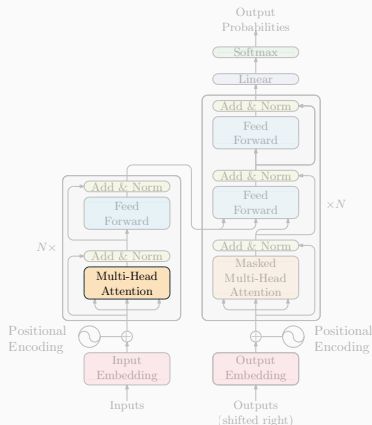 Output
Probabilities
Softmax
Linear
Add & Norm
Feed
Forward
Add & Norm
Feed
Forward
Add & Norm
Masked
Multi-Head
Attention
×N
Add & Norm
Feed
Forward
N×
Add & Norm
Multi-Head
Attention
Positional
Encoding
Positional
Encoding
Input
Embedding
Output
Embedding
Inputs
Outputs
(shifted right)